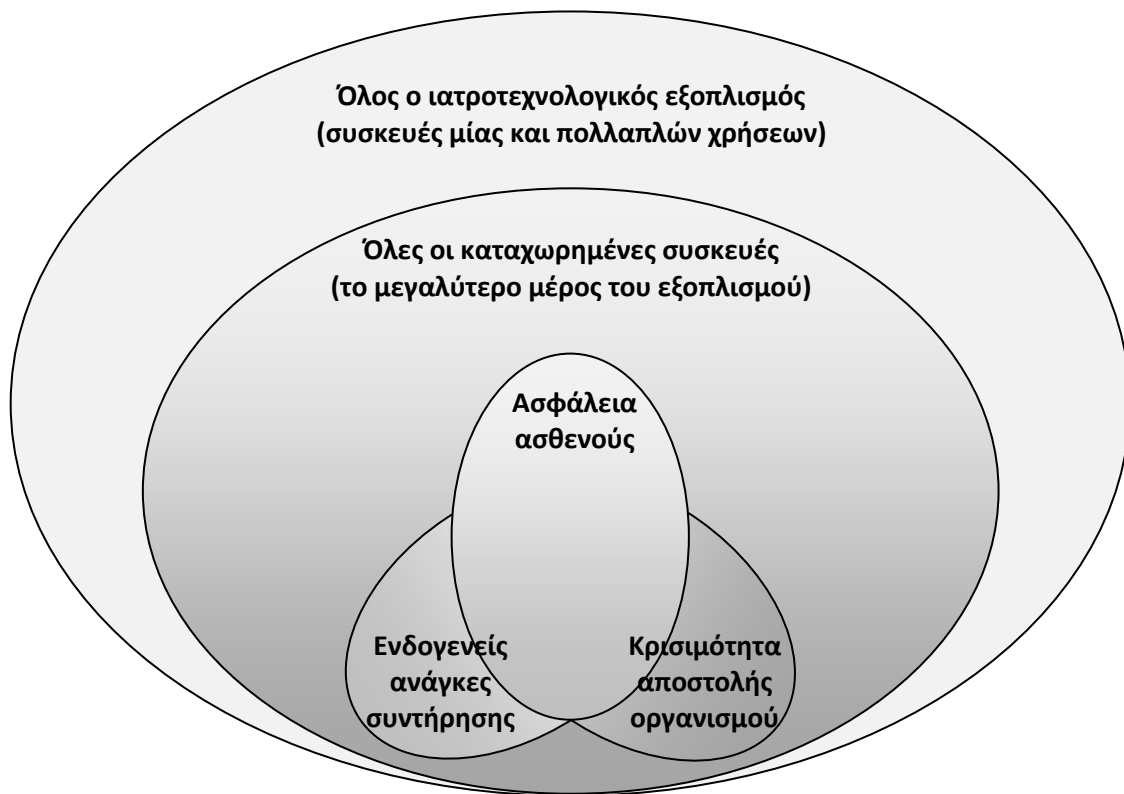 Όλος ο ιατροτεχνολογικός εξοπλισμός
(συσκευές μίας και πολλαπλών χρήσεων)
Όλες οι καταχωρημένες συσκευές
(το μεγαλύτερο μέρος του εξοπλισμού)
Ασφάλεια
ασθενούς
Ενδογενείς
ανάγκες
συντήρησης
Κρισιμότητα
αποστολής
οργανισμού